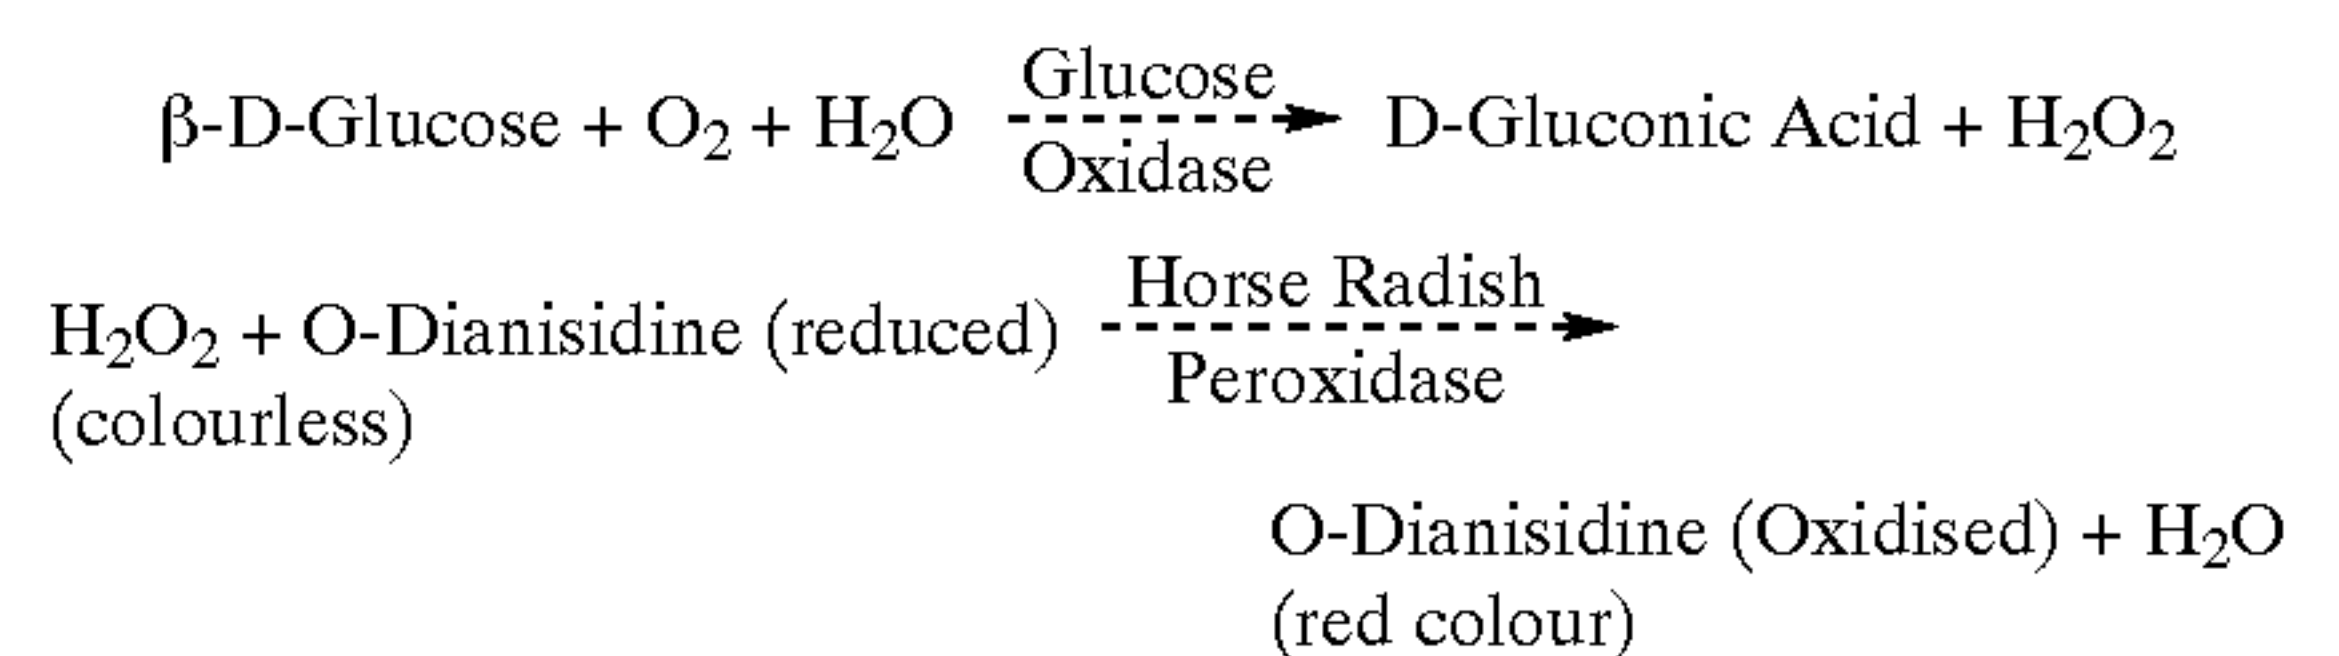 β-D-Glucose + O₂ + H₂O Glucose Oxidase D-Gluconic Acid + H₂O₂
H₂O₂ + O-Dianisidine (reduced) Horse Radish Peroxidase
(colourless)
O-Dianisidine (Oxidised) + H₂O
(red colour)